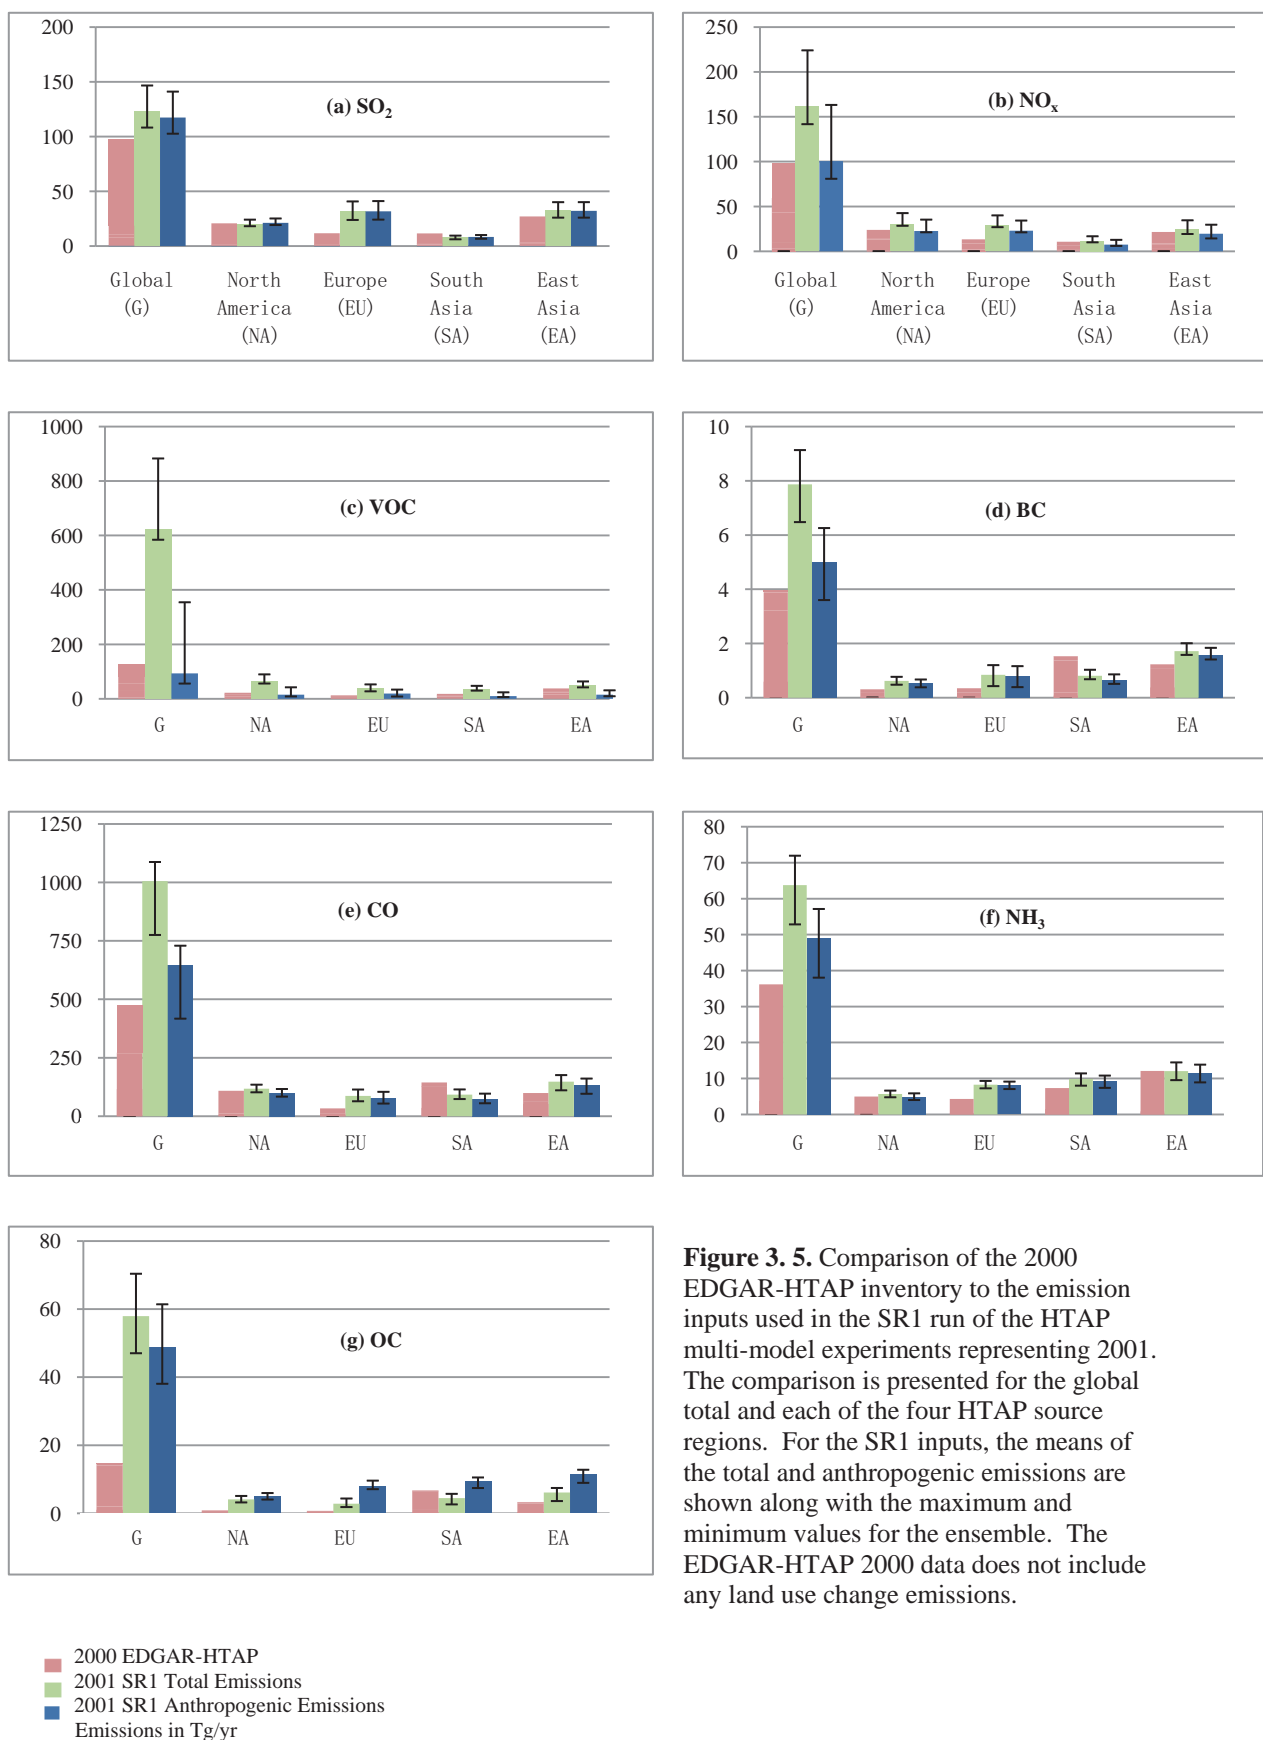 200
150
100
50
0
(a) SO2
Global (G)
North America (NA)
Europe (EU)
South Asia (SA)
East Asia (EA)
250
200
150
100
50
0
(b) NOx
Global (G)
North America (NA)
Europe (EU)
South Asia (SA)
East Asia (EA)
1000
800
600
400
200
0
(c) VOC
G NA EU SA EA
10
8
6
4
2
0
(d) BC
G NA EU SA EA
1250
1000
750
500
250
0
(e) CO
G NA EU SA EA
80
70
60
50
40
30
20
10
0
(f) NH3
G NA EU SA EA
80
60
40
20
0
(g) OC
G NA EU SA EA
Figure 3. 5. Comparison of the 2000
EDGAR-HTAP inventory to the emission
inputs used in the SR1 run of the HTAP
multi-model experiments representing 2001.
The comparison is presented for the global
total and each of the four HTAP source
regions. For the SR1 inputs, the means of
the total and anthropogenic emissions are
shown along with the maximum and
minimum values for the ensemble. The
EDGAR-HTAP 2000 data does not include
any land use change emissions.
2000 EDGAR-HTAP
2001 SR1 Total Emissions
2001 SR1 Anthropogenic Emissions
Emissions in Tg/yr